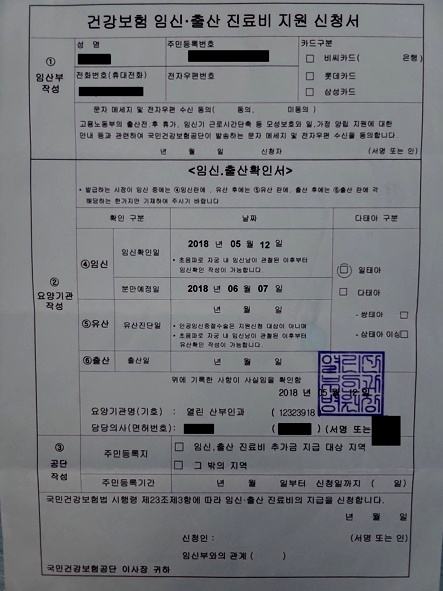 건강보험 임신·출산 진료비 지원 신청서
①
임산부
작성
성 명
주민등록번호
카드구분
비씨카드( 은행)
롯데카드
삼성카드
전화번호(휴대전화)
전자우편번호
문자 메세지 및 전자우편 수신 동의( 동의, 미동의 )
고용노동부의 출산전.후 휴가, 임신기 근로시간단축 등 모성보호와 일,가정 양립 지원에 대한
안내 등과 관련하여 국민건강보험공단이 발송하는 문자 메세지 및 전자우편 수신을 동의합니다.
년 월 일 신청자 (서명 또는 인)
②
요양기관
작성
<임신.출산확인서>
• 발급하는 시점이 임신 중에는 ④임신란에, 유산 후에는 ⑤유산 란에, 출산 후에는 ⑥출산 란에 각
해당하는 한가지만 기재하여 주시기 바랍니다
확인 구분
날짜
다태아 구분
④임신
임신확인일
2018 년 05 월 12 일
• 초음파로 자궁 내 임신낭이 관찰된 이후부터
임신확인 작성이 가능합니다.
분만예정일
2018 년 06 월 07 일
일태아
다태아
- 쌍태아
- 삼태아 이상
⑤유산
유산진단일
년 월 일
• 인공임신중절수술은 지원신청 대상이 아니며
• 초음파로 자궁 내 임신낭이 관찰된 이후부터
유산확인 작성이 가능합니다.
⑥출산
출산일
년 월 일
위에 기록한 사항이 사실임을 확인함
2018 년 05 월 일
요양기관명(기호) : 열린 산부인과 ( 12323918
담당의사(면허번호) : ( ) (서명 또는
③
공단
작성
주민등록지
임신,출산 진료비 추가금 지급 대상 지역
그 밖의 지역
주민등록기간
년 월 일부터 신청일까지 ( 일)
국민건강보험법 시행령 제23조제3항에 따라 임신·출산 진료비의 지급을 신청합니다.
년 월 일
신청인 : (서명 또는 인)
임신부와의 관계 ( )
국민건강보험공단 이사장 귀하